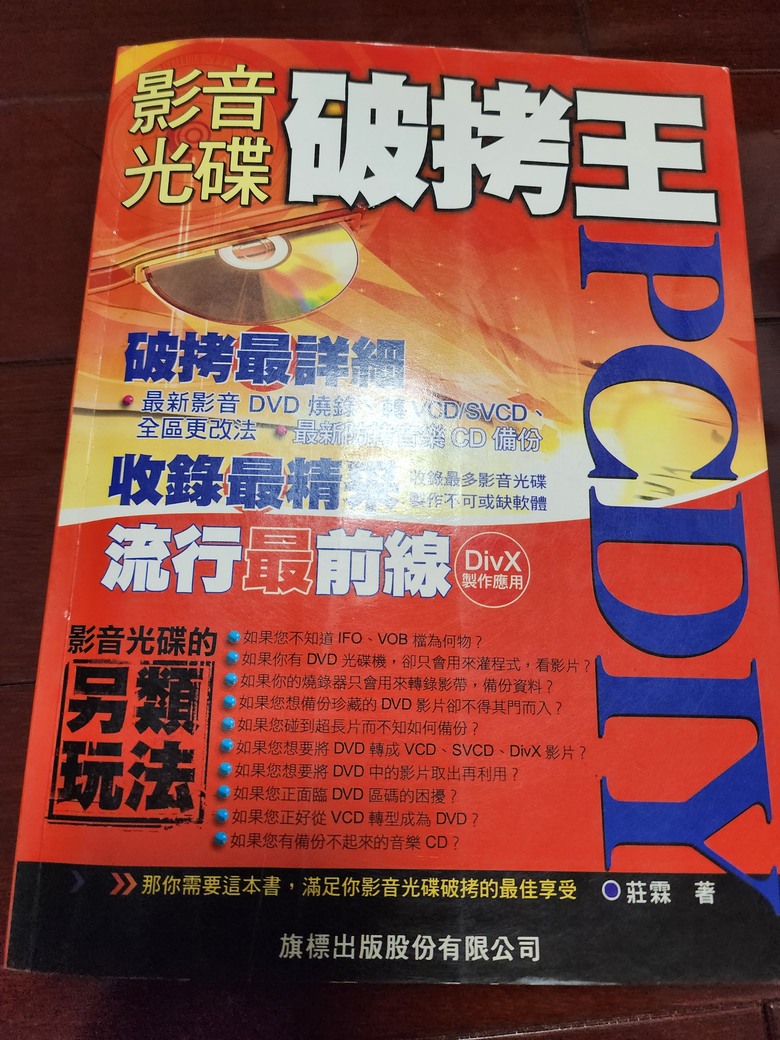 影音
光碟
破拷王
PCDIY
破拷最詳細
最新影音 DVD 燒錄、轉 VCD/SVCD、
全區更改法 最新防拷音樂 CD 備份
收錄最精采
收錄最多影音光碟
製作不可或缺軟體
流行最前線
DivX
製作應用
影音光碟的
另類
玩法
如果您不知道 IFO、VOB 檔為何物?
如果你有 DVD 光碟機,卻只會用來灌程式,看影片?
如果你的燒錄器只會用來轉錄影帶,備份資料?
如果您想備份珍藏的 DVD 影片卻不得其門而入?
如果您碰到超長片而不知如何備份?
如果您想要將 DVD 轉成 VCD、SVCD、DivX 影片?
如果您想要將 DVD 中的影片取出再利用?
如果您正面臨 DVD 區碼的困擾?
如果您正好從 VCD 轉型成為 DVD?
如果您有備份不起來的音樂 CD?
那你需要這本書,滿足你影音光碟破拷的最佳享受
莊霖 著
旗標出版股份有限公司